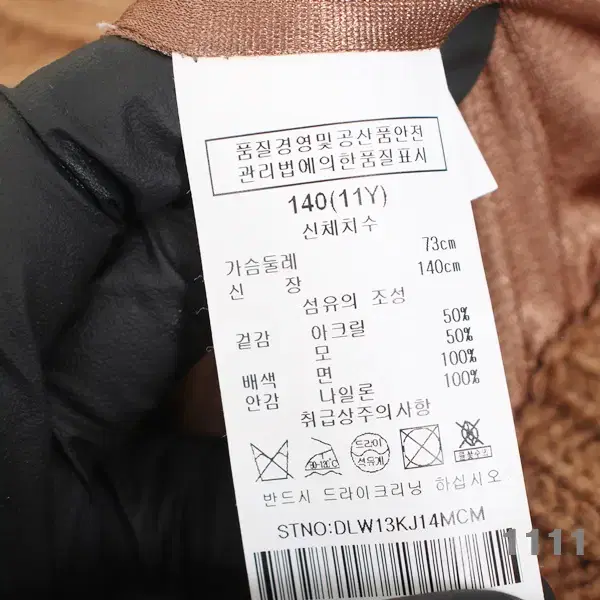 품질경영및공산품안전
관리법에의한품질표시
140(11Y)
신체치수
가슴둘레 73cm
신 장 140cm
섬유의 조성
겉감 아크릴 50%
모 50%
배색 면 100%
안감 나일론 100%
취급상주의사항
드라이
석유계
반드시 드라이크리닝 하십시오
STNO:DLW13KJ14MCM
1111